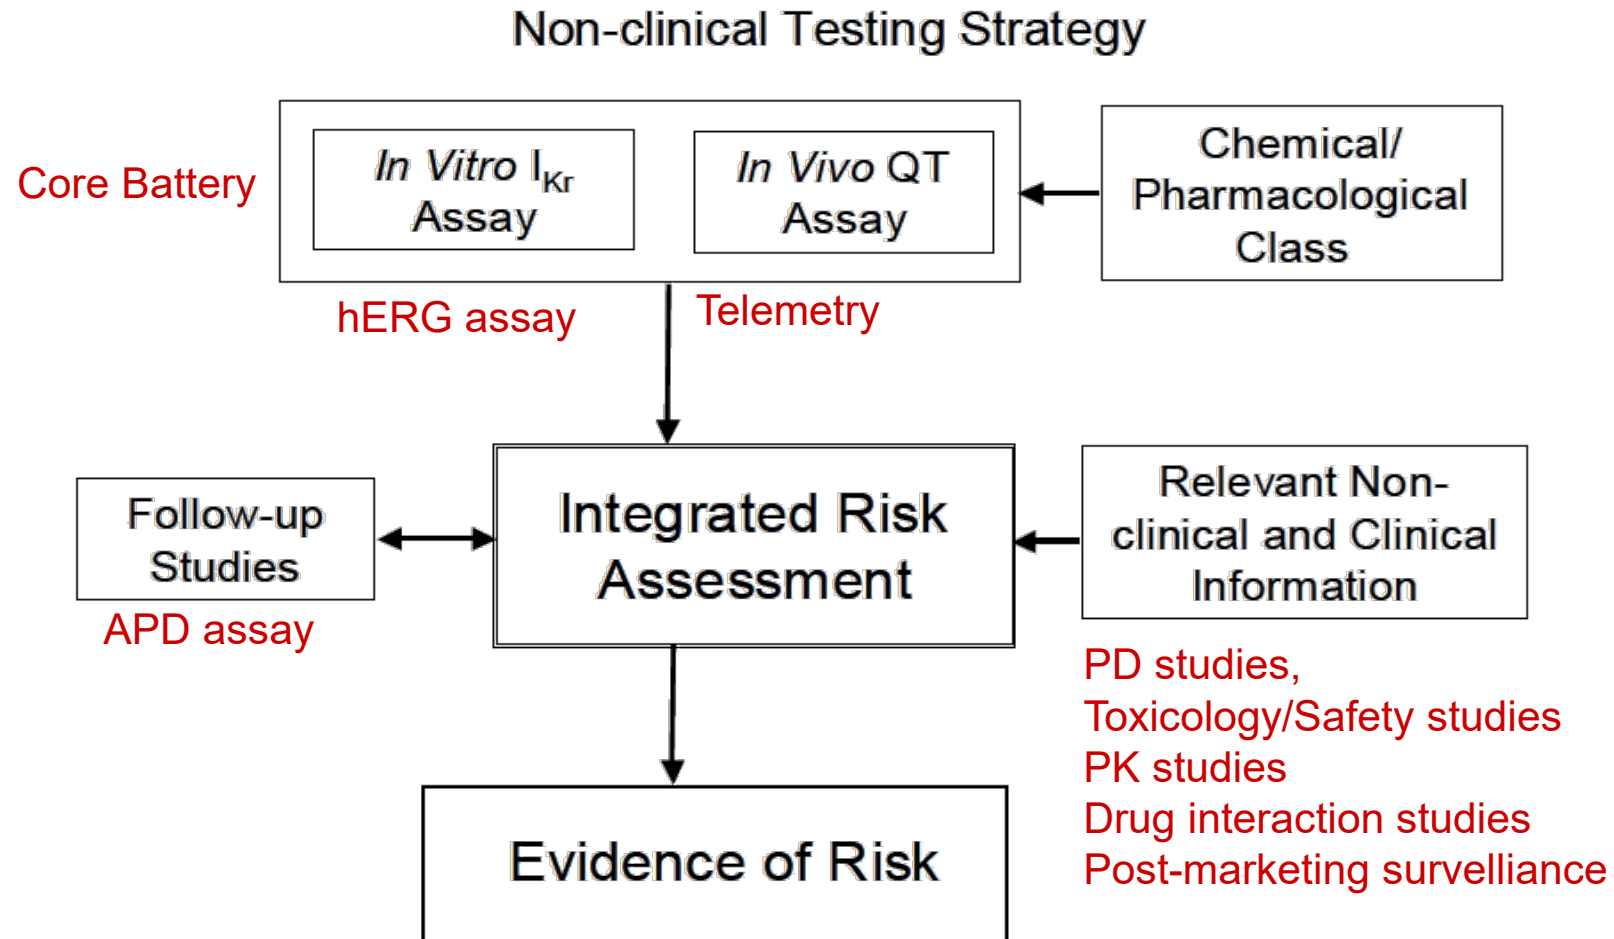 Non-clinical Testing Strategy
Core Battery
In Vitro IKr
Assay
In Vivo QT
Assay
Chemical/
Pharmacological
Class
hERG assay
Telemetry
Follow-up
Studies
APD assay
Integrated Risk
Assessment
Relevant Non-
clinical and Clinical
Information
PD studies,
Toxicology/Safety studies
PK studies
Drug interaction studies
Post-marketing survelliance
Evidence of Risk